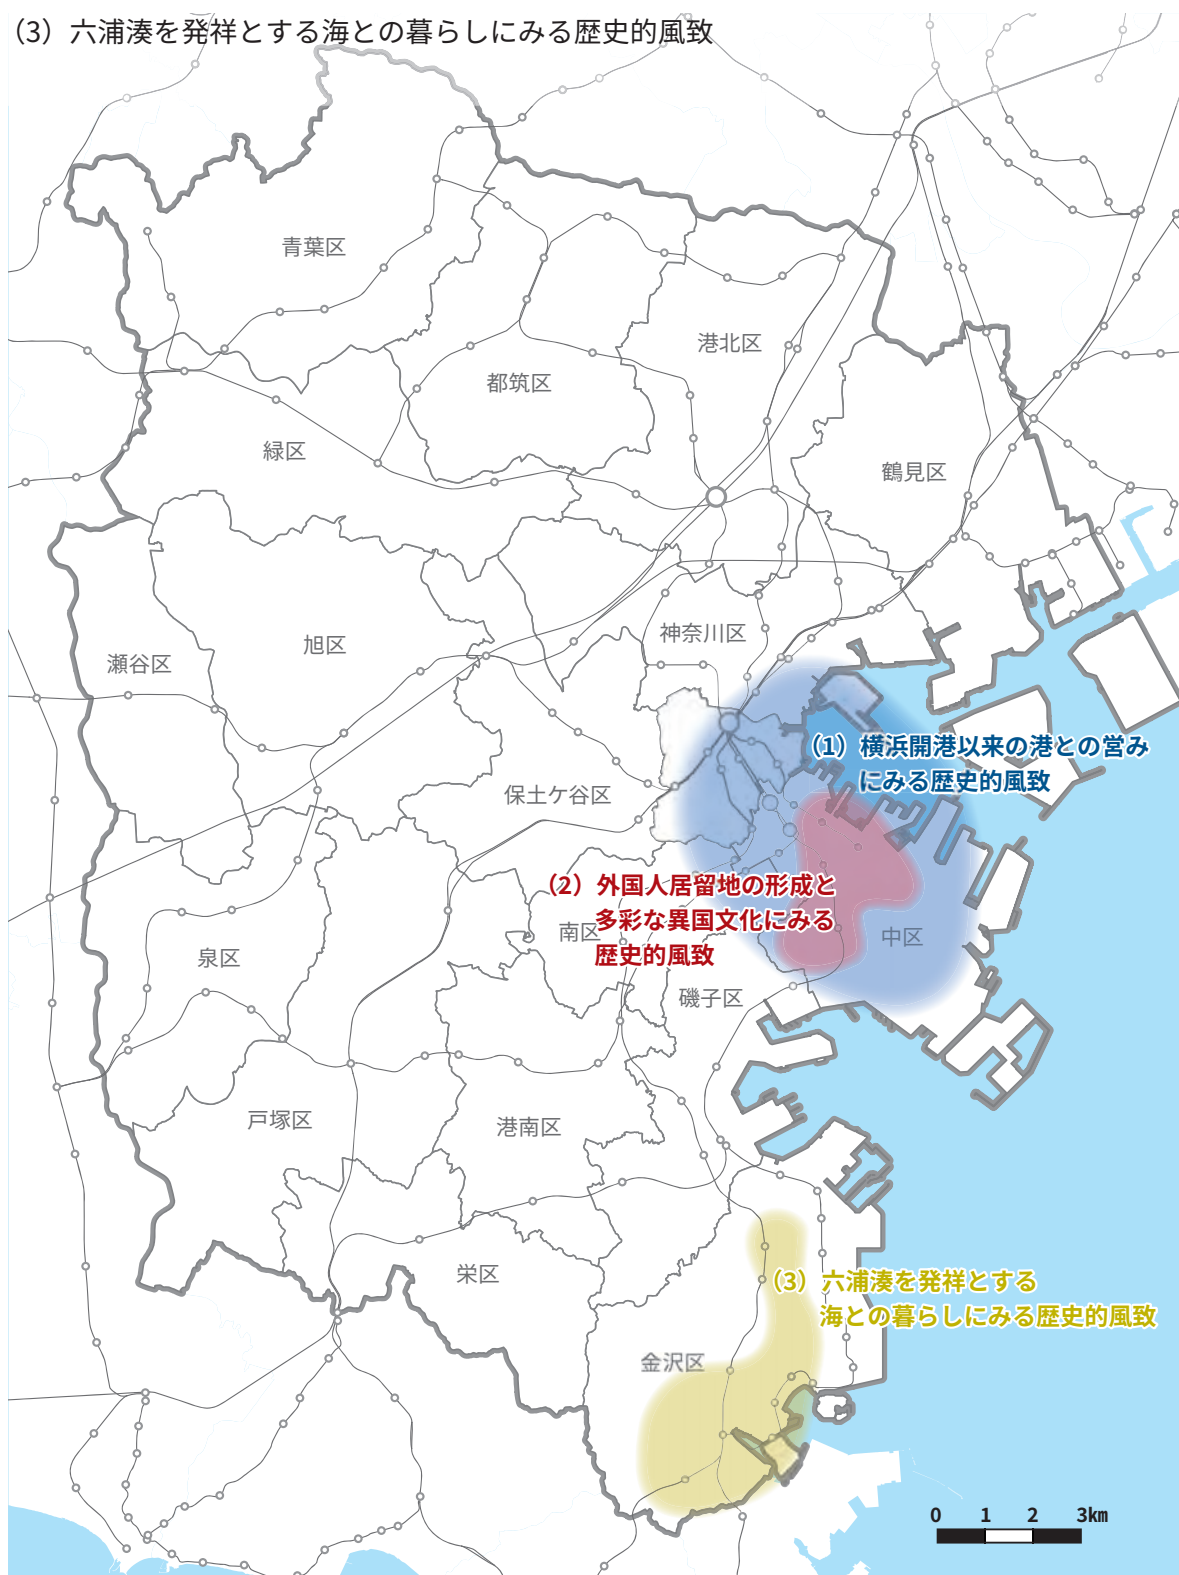 （3）六浦湊を発祥とする海との暮らしにみる歴史的風致
青葉区
港北区
都筑区
緑区
鶴見区
神奈川区
旭区
瀬谷区
（1）横浜開港以来の港との営み
にみる歴史的風致
保土ケ谷区
（2）外国人居留地の形成と
多彩な異国文化にみる
歴史的風致
南区
中区
泉区
磯子区
戸塚区
港南区
栄区
（3）六浦湊を発祥とする
海との暮らしにみる歴史的風致
金沢区
0 1 2 3km